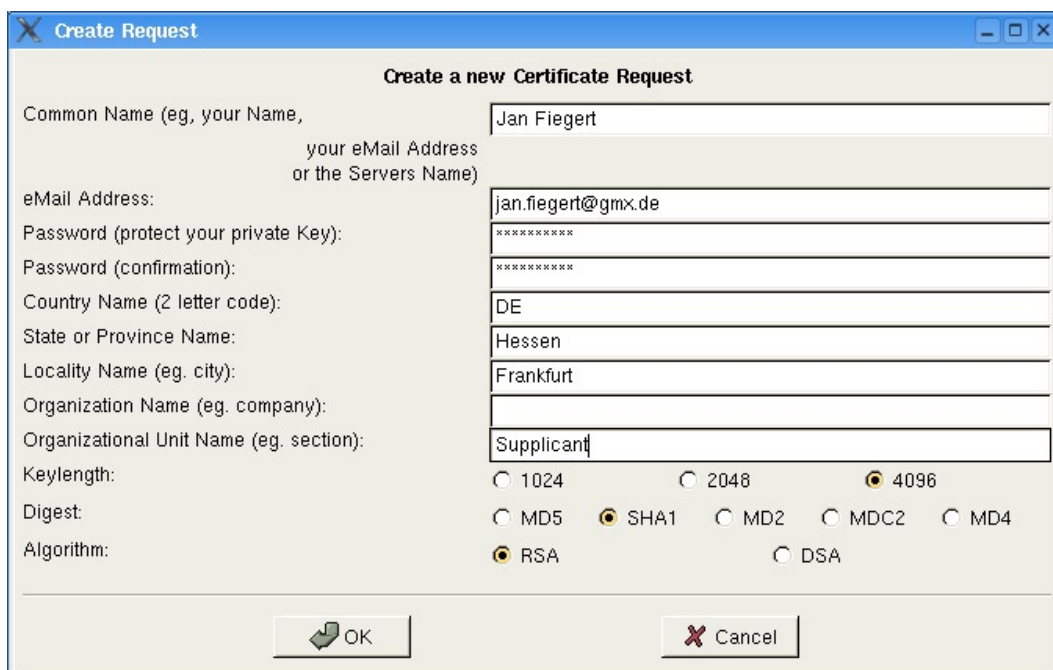 Create Request
Create a new Certificate Request
Common Name (eg, your Name, Jan Fiegert
your eMail Address
or the Servers Name)
eMail Address: jan.fiegert@gmx.de
Password (protect your private Key): **********
Password (confirmation): **********
Country Name (2 letter code): DE
State or Province Name: Hessen
Locality Name (eg. city): Frankfurt
Organization Name (eg. company):
Organizational Unit Name (eg. section): Supplicant
Keylength: 1024 2048 4096
Digest: MD5 SHA1 MD2 MDC2 MD4
Algorithm: RSA DSA
OK Cancel